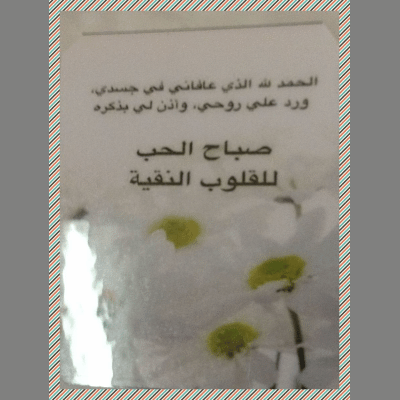 الحمد لله الذي عافاني في جسدي،
ورد علي روحي، وأذن لي بذكره
صباح الحب
للقلوب النقية